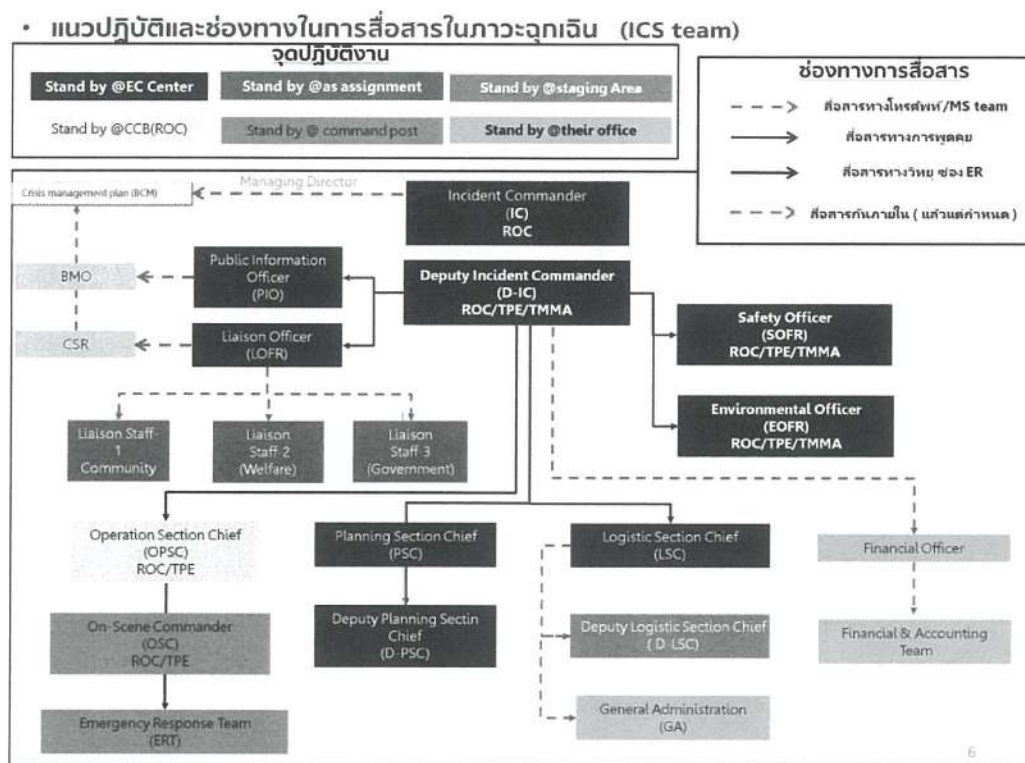 • แนวปฏิบัติและช่องทางในการสื่อสารในภาวะฉุกเฉิน (ICS team)
จุดปฏิบัติงาน
Stand by @EC Center
Stand by @as assignment
Stand by @staging Area
Stand by @CCB(ROC)
Stand by @ command post
Stand by @their office
ช่องทางการสื่อสาร
สื่อสารทางโทรศัพท์/MS team
สื่อสารทางการพูดคุย
สื่อสารทางวิทยุ ช่อง ER
สื่อสารกันภายใน ( แล้วแต่กำหนด )
Crisis management plan (BCM)
Managing Director
Incident Commander
(IC)
ROC
BMO
Public Information
Officer
(PIO)
Deputy Incident Commander
(D-IC)
ROC/TPE/TMMA
CSR
Liaison Officer
(LOFR)
Safety Officer
(SOFR)
ROC/TPE/TMMA
Environmental Officer
(EOFR)
ROC/TPE/TMMA
Liaison Staff-
1
Community
Liaison
Staff-2
(Welfare)
Liaison
Staff-3
(Government)
Operation Section Chief
(OPSC)
ROC/TPE
Planning Section Chief
(PSC)
Logistic Section Chief
(LSC)
Financial Officer
On-Scene Commander
(OSC)
ROC/TPE
Deputy Planning Sectin
Chief
(D-PSC)
Deputy Logistic Section Chief
( D-LSC)
Financial & Accounting
Team
Emergency Response Team
(ERT)
General Administration
(GA)
6